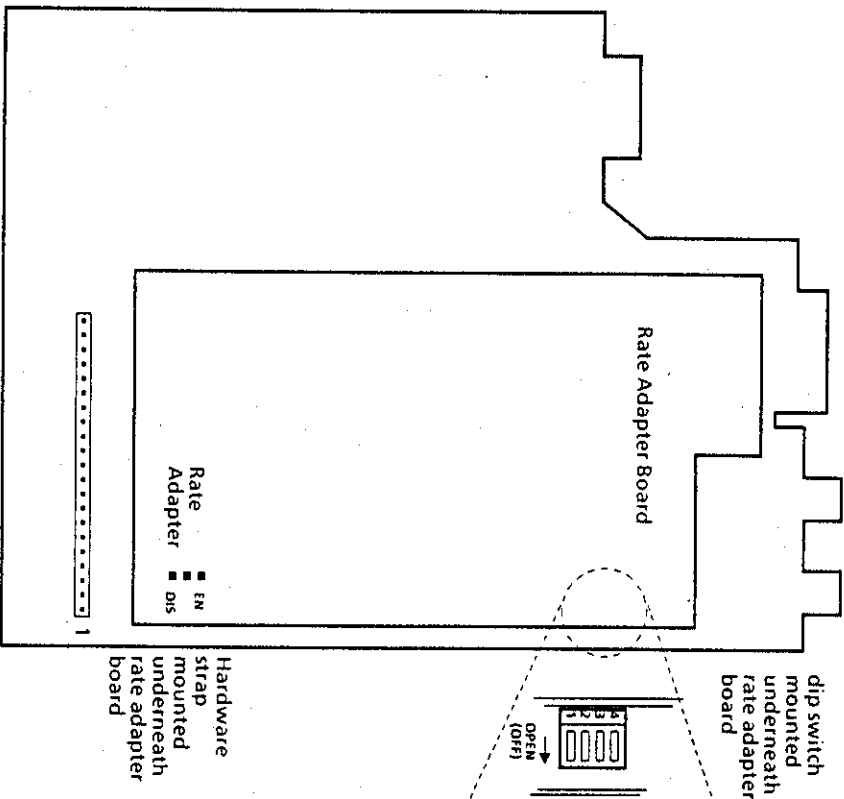 dip switch
mounted
underneath
rate adapter
board
Rate Adapter Board
1 2 3 4
OPEN
(OFF)
Rate
Adapter
EN
DIS
1
Hardware
strap
mounted
underneath
rate adapter
board